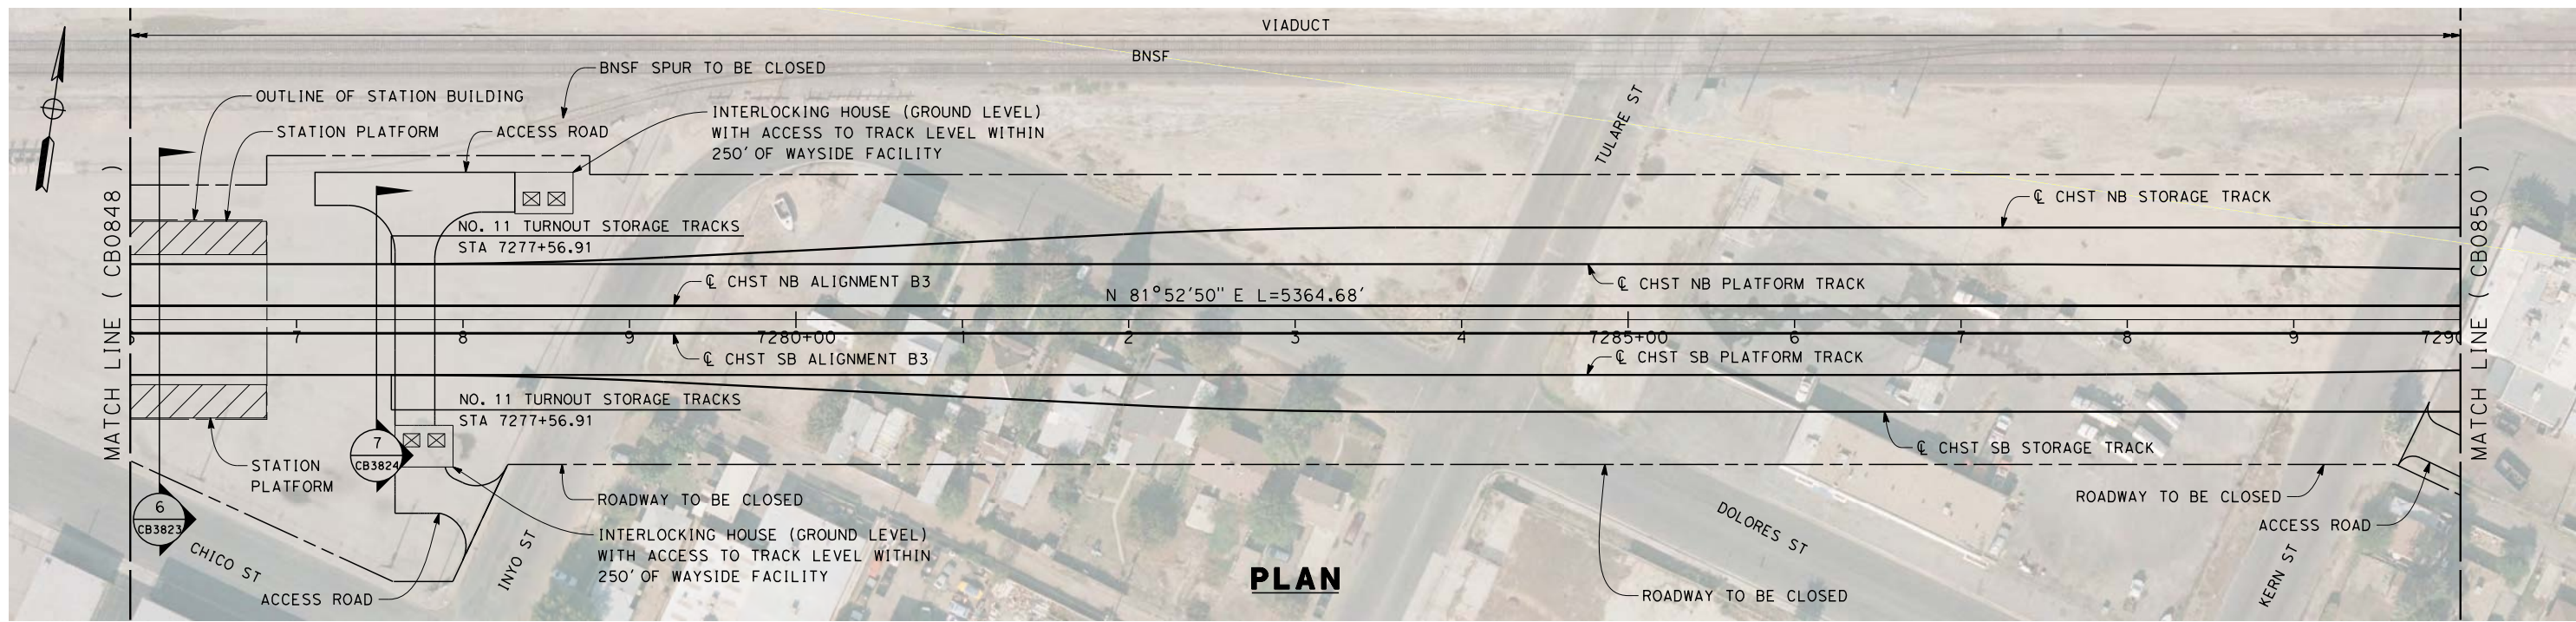 VIADUCT
BNSF
BNSF SPUR TO BE CLOSED
OUTLINE OF STATION BUILDING
INTERLOCKING HOUSE (GROUND LEVEL)
WITH ACCESS TO TRACK LEVEL WITHIN
250' OF WAYSIDE FACILITY
STATION PLATFORM
ACCESS ROAD
TULARE ST
MATCH LINE ( CB0848 )
MATCH LINE ( CB0850 )
℄ CHST NB STORAGE TRACK
NO. 11 TURNOUT STORAGE TRACKS
STA 7277+56.91
℄ CHST NB ALIGNMENT B3
℄ CHST NB PLATFORM TRACK
N 81°52'50" E L=5364.68'
7 8 9 7280+00 1 2 3 4 7285+00 6 7 8 9 7290
℄ CHST SB ALIGNMENT B3
℄ CHST SB PLATFORM TRACK
NO. 11 TURNOUT STORAGE TRACKS
STA 7277+56.91
7
CB3824
℄ CHST SB STORAGE TRACK
STATION
PLATFORM
ROADWAY TO BE CLOSED
ROADWAY TO BE CLOSED
6
CB3823
ACCESS ROAD
INTERLOCKING HOUSE (GROUND LEVEL)
WITH ACCESS TO TRACK LEVEL WITHIN
250' OF WAYSIDE FACILITY
DOLORES ST
CHICO ST
INYO ST
KERN ST
PLAN
ACCESS ROAD
ROADWAY TO BE CLOSED